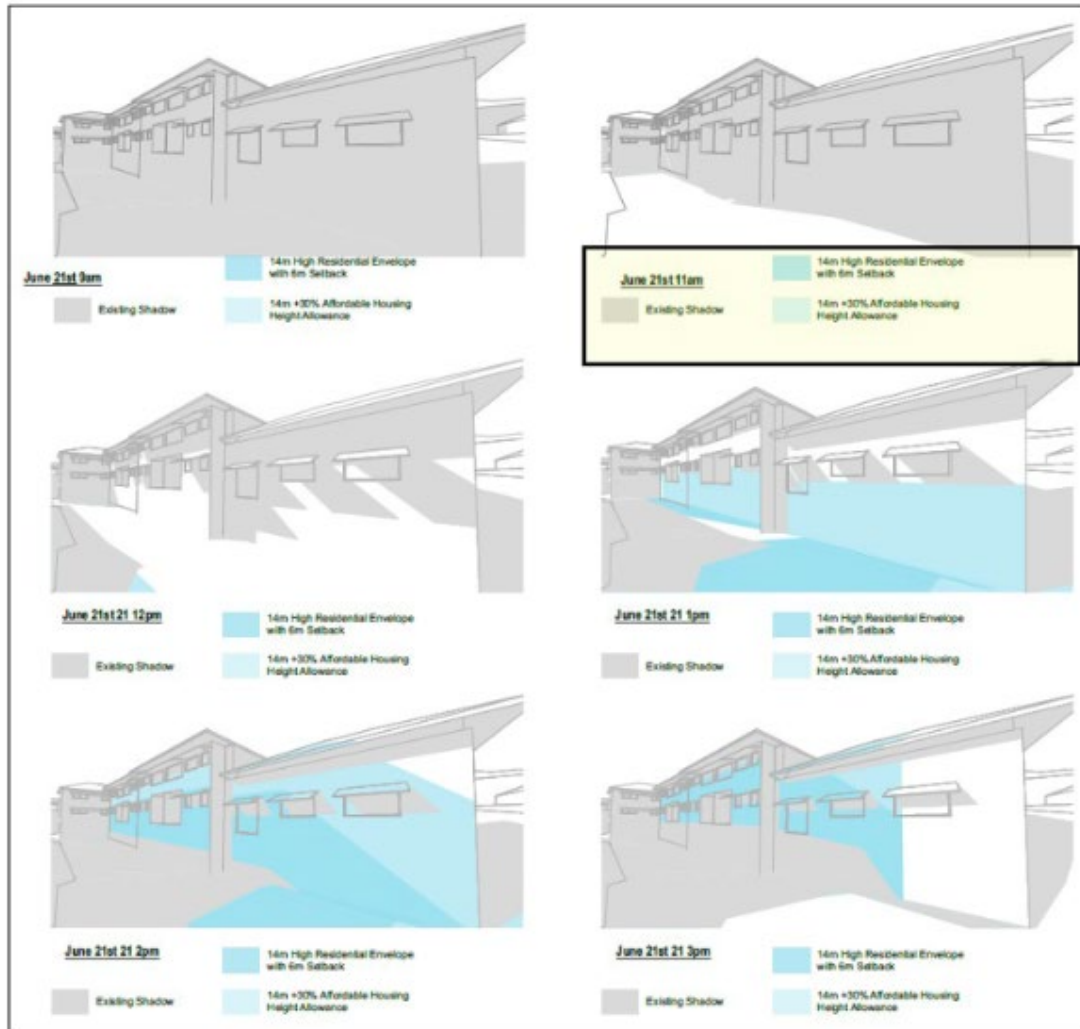 June 21st 9am
14m High Residential Envelope
with 6m Setback
Existing Shadow
14m +30% Affordable Housing
Height Allowance
June 21st 11am
14m High Residential Envelope
with 6m Setback
Existing Shadow
14m +30% Affordable Housing
Height Allowance
June 21st 21 12pm
14m High Residential Envelope
with 6m Setback
Existing Shadow
14m +30% Affordable Housing
Height Allowance
June 21st 21 1pm
14m High Residential Envelope
with 6m Setback
Existing Shadow
14m +30% Affordable Housing
Height Allowance
June 21st 21 2pm
14m High Residential Envelope
with 6m Setback
Existing Shadow
14m +30% Affordable Housing
Height Allowance
June 21st 21 3pm
14m High Residential Envelope
with 6m Setback
Existing Shadow
14m +30% Affordable Housing
Height Allowance